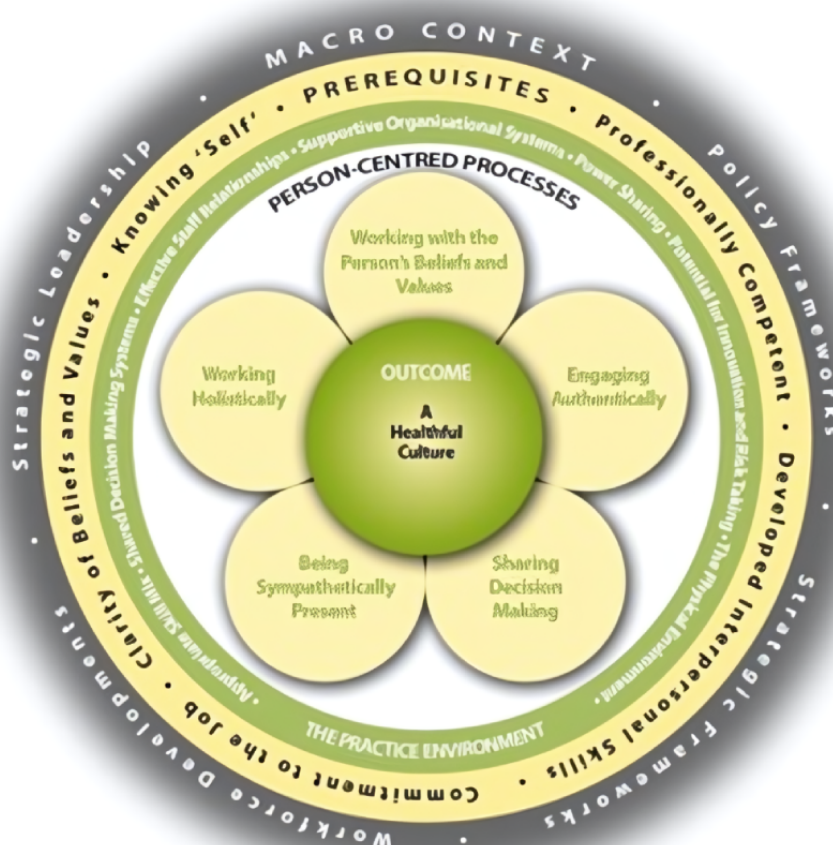 MACRO CONTEXT
Policy Frameworks
Strategic Frameworks
Workforce Developments
Strategic Leadership
PREREQUISITES
Professionally Competent
Developed Interpersonal Skills
Commitment to the Job
Clarity of Beliefs and Values
Knowing ‘Self’
Supportive Organisational Systems
Power Sharing
Potential for Innovation and Risk Taking
The Physical Environment
THE PRACTICE ENVIRONMENT
Appropriate Skill Mix
Shared Decision Making Systems
Effective Staff Relationships
PERSON-CENTRED PROCESSES
Working with the
Person's Beliefs and
Values
Engaging
Authentically
Sharing
Decision
Making
Being
Sympathetically
Present
Working
Holistically
OUTCOME
A
Healthful
Culture